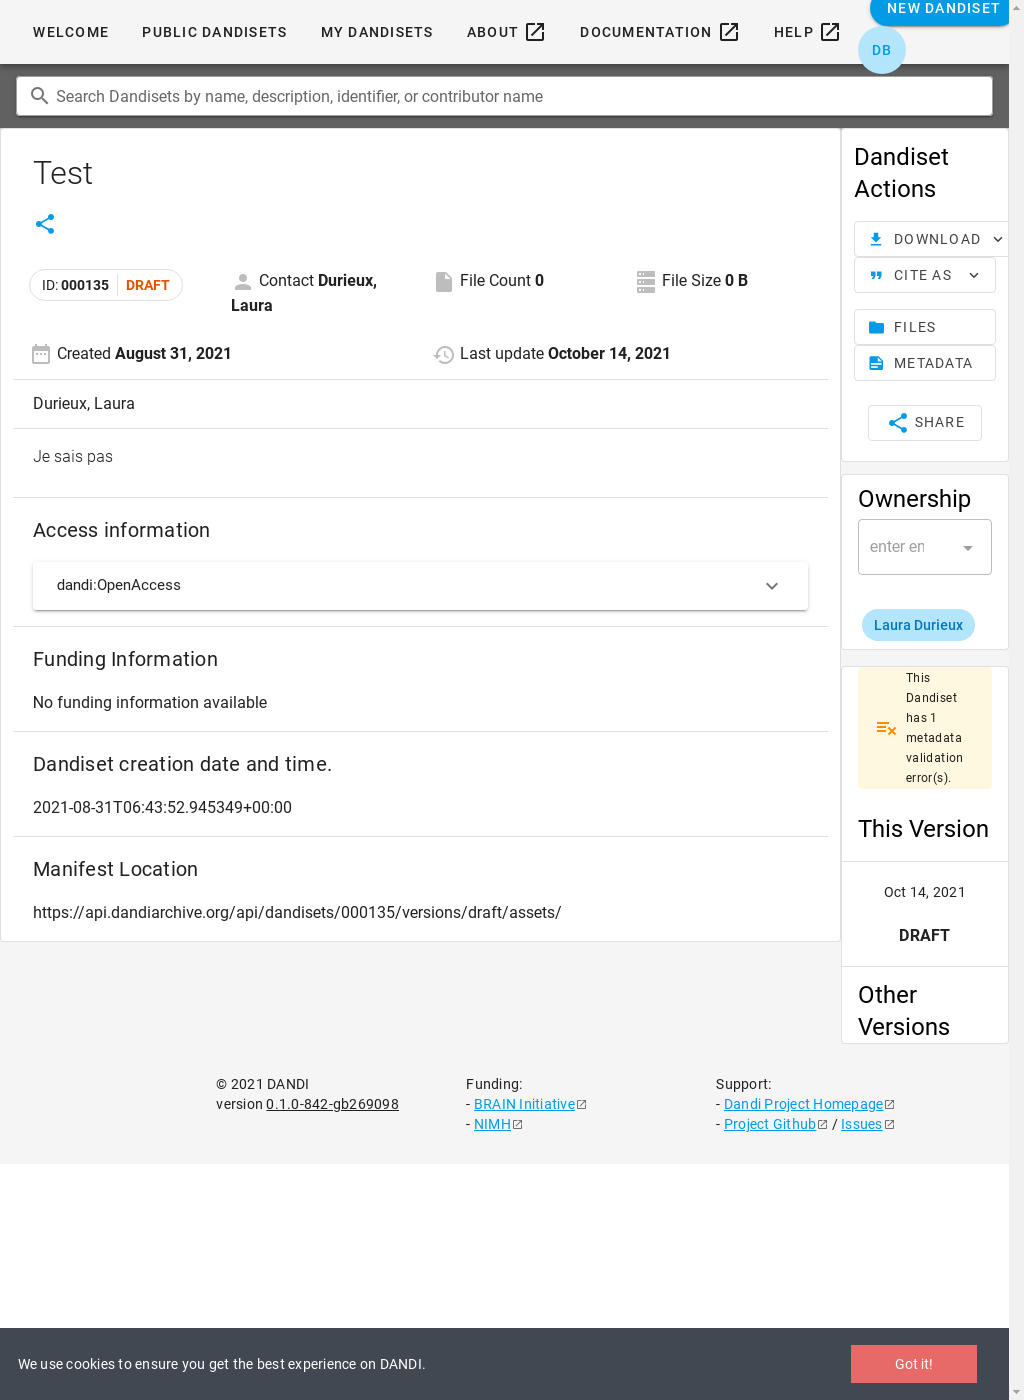 WELCOME PUBLIC DANDISETS MY DANDISETS ABOUT DOCUMENTATION HELP NEW DANDISET
DB
Search Dandisets by name, description, identifier, or contributor name
Test
ID: 000135 DRAFT
Contact Durieux,
Laura
File Count 0
File Size 0 B
Created August 31, 2021
Last update October 14, 2021
Durieux, Laura
Je sais pas
Access information
dandi:OpenAccess
Funding Information
No funding information available
Dandiset creation date and time.
2021-08-31T06:43:52.945349+00:00
Manifest Location
https://api.dandiarchive.org/api/dandisets/000135/versions/draft/assets/
Dandiset
Actions
DOWNLOAD
CITE AS
FILES
METADATA
SHARE
Ownership
enter en
Laura Durieux
This
Dandiset
has 1
metadata
validation
error(s).
This Version
Oct 14, 2021
DRAFT
Other
Versions
© 2021 DANDI
version 0.1.0-842-gb269098
Funding:
- BRAIN Initiative
- NIMH
Support:
- Dandi Project Homepage
- Project Github / Issues
We use cookies to ensure you get the best experience on DANDI.
Got it!